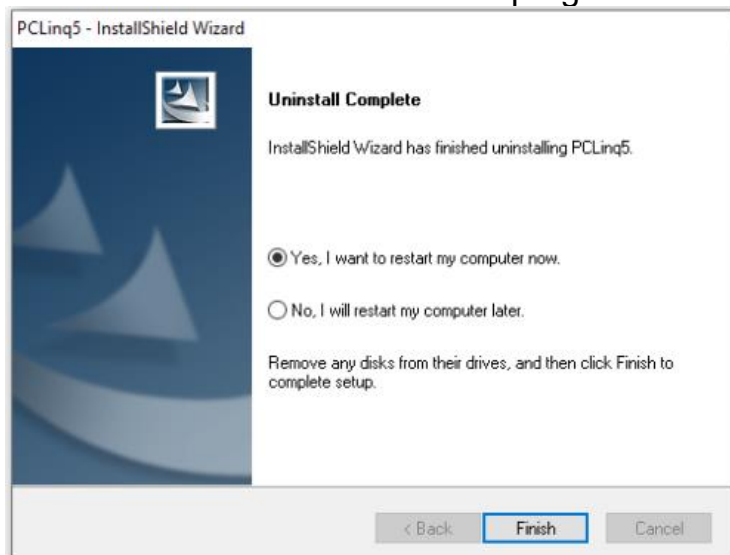 PCLinq5 - InstallShield Wizard
Uninstall Complete
InstallShield Wizard has finished uninstalling PCLinq5.
Yes, I want to restart my computer now.
No, I will restart my computer later.
Remove any disks from their drives, and then click Finish to
complete setup.
< Back
Finish
Cancel